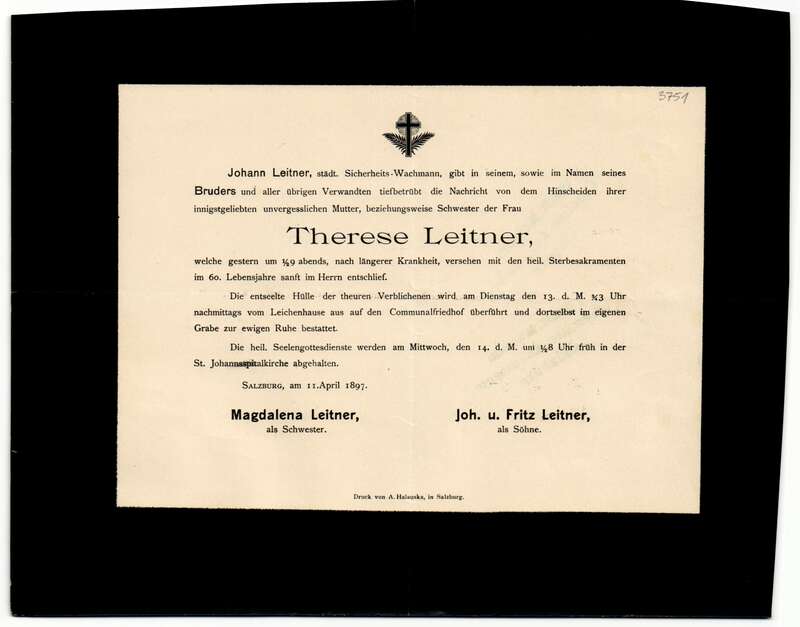 3751
Johann Leitner, städt. Sicherheits-Wachmann, gibt in seinem, sowie im Namen seines
Bruders und aller übrigen Verwandten tiefbetrübt die Nachricht von dem Hinscheiden ihrer
innigstgeliebten unvergesslichen Mutter, beziehungsweise Schwester der Frau
Therese Leitner,
welche gestern um ½9 abends, nach längerer Krankheit, versehen mit den heil. Sterbesakramenten
im 60. Lebensjahre sanft im Herrn entschlief.
Die entseelte Hülle der theuren Verblichenen wird am Dienstag den 13. d. M. ¾3 Uhr
nachmittags vom Leichenhause aus auf den Communalfriedhof überführt und dortselbst im eigenen
Grabe zur ewigen Ruhe bestattet.
Die heil. Seelengottesdienste werden am Mittwoch, den 14. d. M. um ½8 Uhr früh in der
St. Johannsspitalkirche abgehalten.
Salzburg, am 11. April 1897.
Magdalena Leitner,
als Schwester.
Joh. u. Fritz Leitner,
als Söhne.
Druck von A. Halauska, in Salzburg.